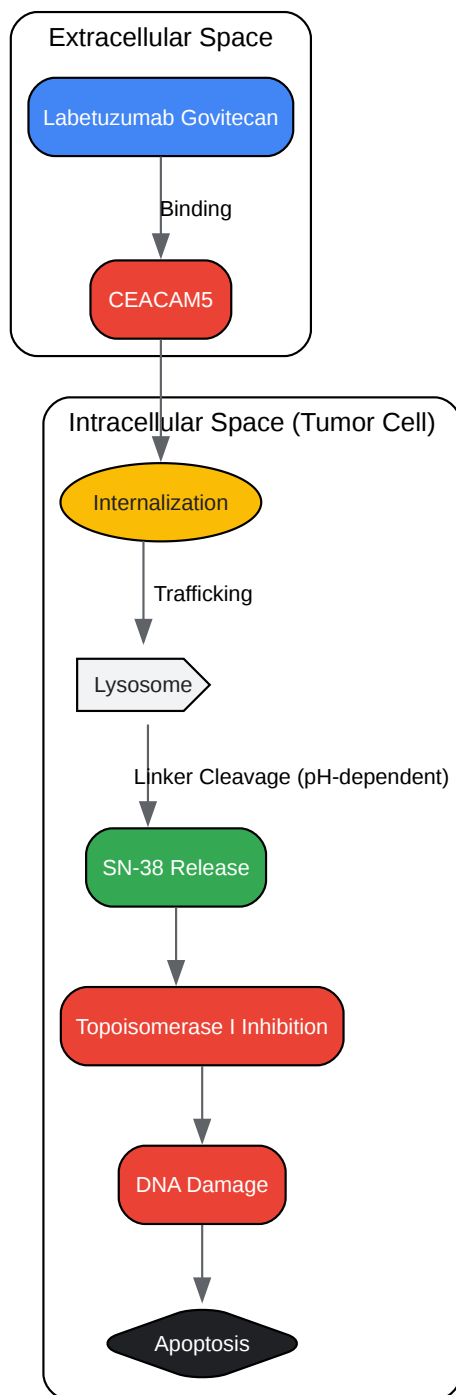 Extracellular Space
Labetuzumab Govitecan
Binding
CEACAM5
Intracellular Space (Tumor Cell)
Internalization
Trafficking
Lysosome
Linker Cleavage (pH-dependent)
SN-38 Release
Topoisomerase I Inhibition
DNA Damage
Apoptosis